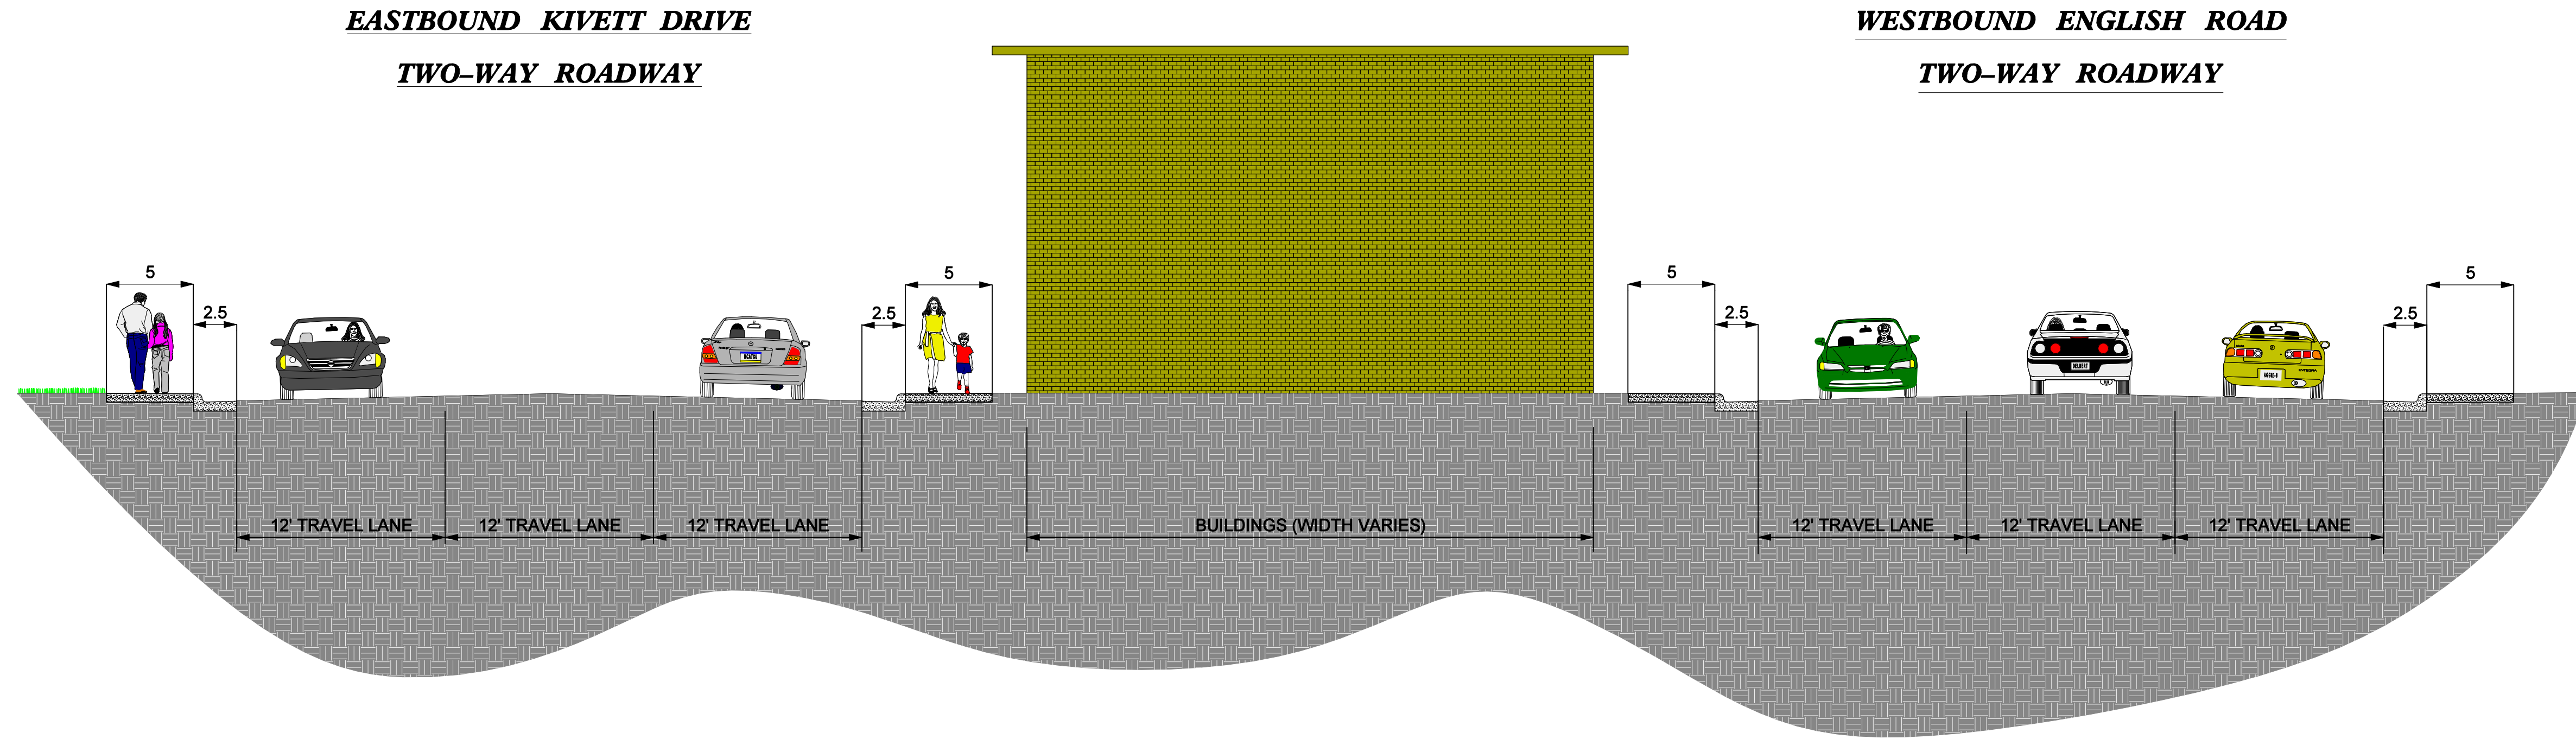 EASTBOUND KIVETT DRIVE
TWO-WAY ROADWAY
WESTBOUND ENGLISH ROAD
TWO-WAY ROADWAY
5
2.5
2.5
5
5
2.5
2.5
5
12' TRAVEL LANE
12' TRAVEL LANE
12' TRAVEL LANE
BUILDINGS (WIDTH VARIES)
12' TRAVEL LANE
12' TRAVEL LANE
12' TRAVEL LANE